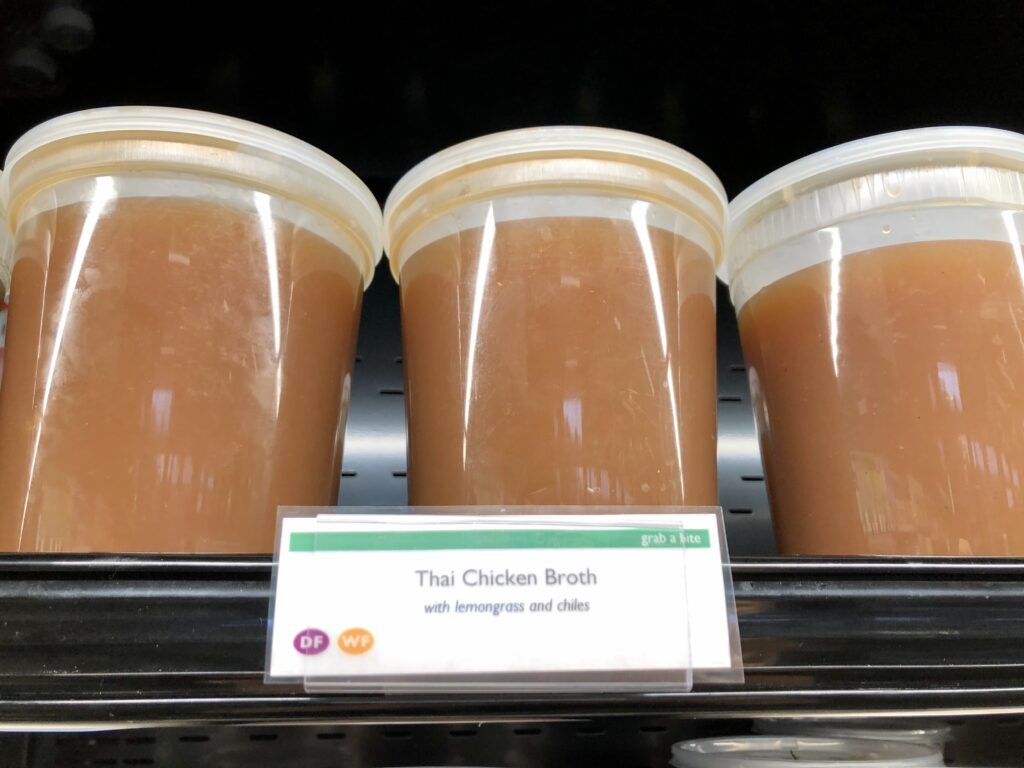 grab a bite
Thai Chicken Broth
with lemongrass and chiles
DF WF